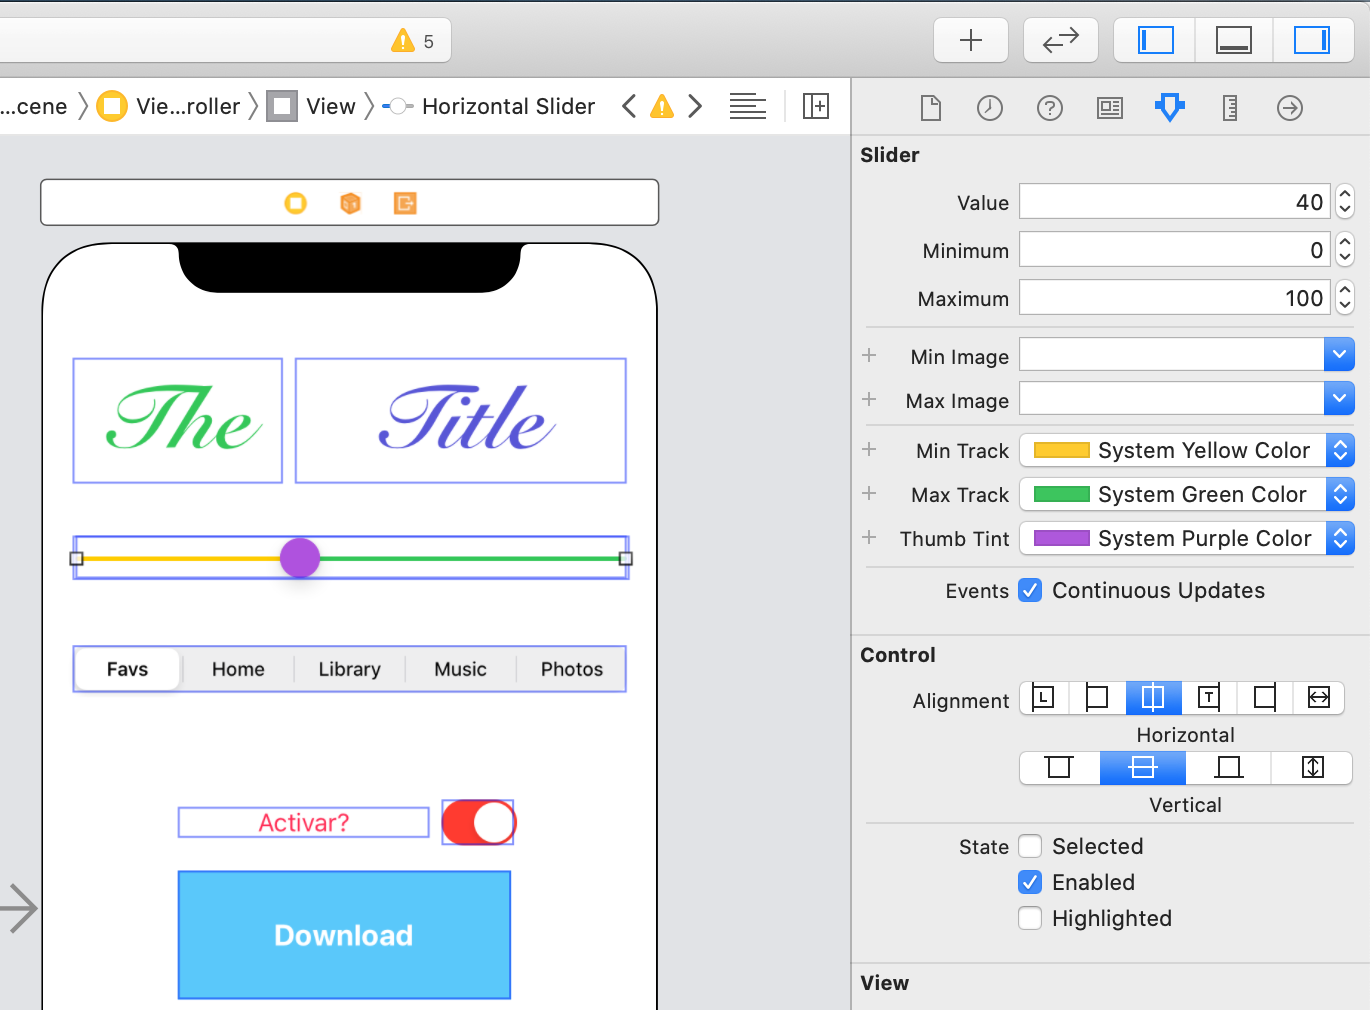 5
...cene Vie...roller View Horizontal Slider
Slider
Value 40
Minimum 0
Maximum 100
Min Image
Max Image
Min Track System Yellow Color
Max Track System Green Color
Thumb Tint System Purple Color
Events Continuous Updates
Control
Alignment L T
Horizontal
Vertical
State Selected
Enabled
Highlighted
View
The Title
Favs Home Library Music Photos
Activar?
Download